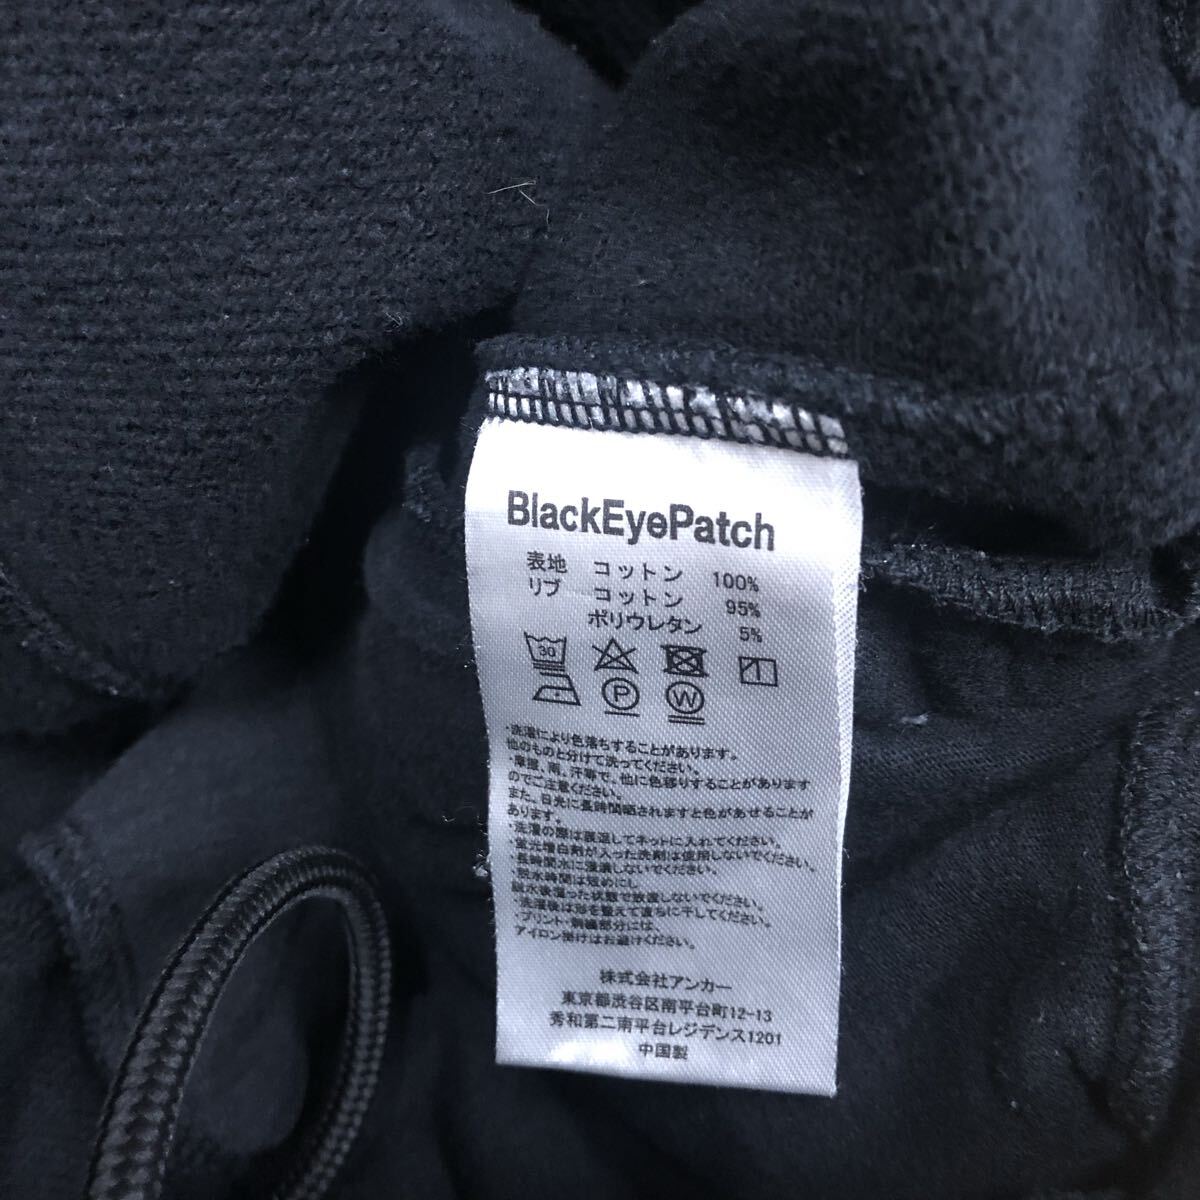 BlackEyePatch
表地 コットン 100%
リブ コットン 95%
ポリウレタン 5%
30
P W
・洗濯により色落ちすることがあります。
他のものと分けて洗ってください。
・摩擦、雨、汗等で、他に色移りすることがあります
のでご注意ください。
また、日光に長時間晒されますと色があせることが
あります。
・洗濯の際は裏返してネットに入れてください。
・蛍光増白剤が入った洗剤は使用しないでください。
・長時間水に浸漬しないでください。
・脱水時間は短めにし、
脱水後湿った状態で放置しないでください。
・洗濯後は形を整えて直ちに干してください。
・プリント・刺繍部分には、
アイロン掛けはお避けください。
株式会社アンカー
東京都渋谷区南平台町12-13
秀和第二南平台レジデンス1201
中国製